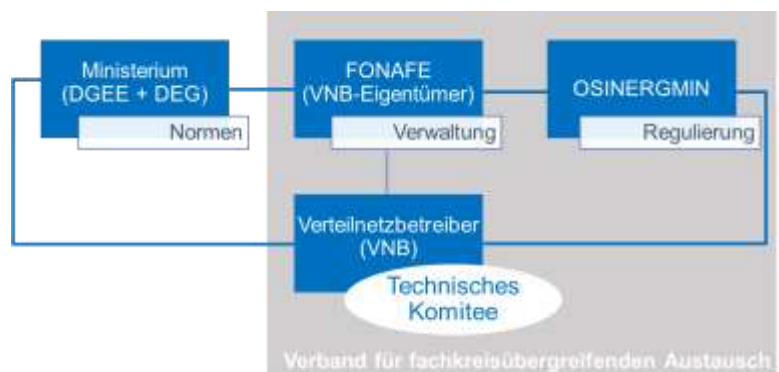 Ministerium
(DGEE + DEG)
Normen
FONAFE
(VNB-Eigentümer)
Verwaltung
OSINERGMIN
Regulierung
Verteilnetzbetreiber
(VNB)
Technisches
Komitee
Verband für fachkreisübergreifenden Austausch